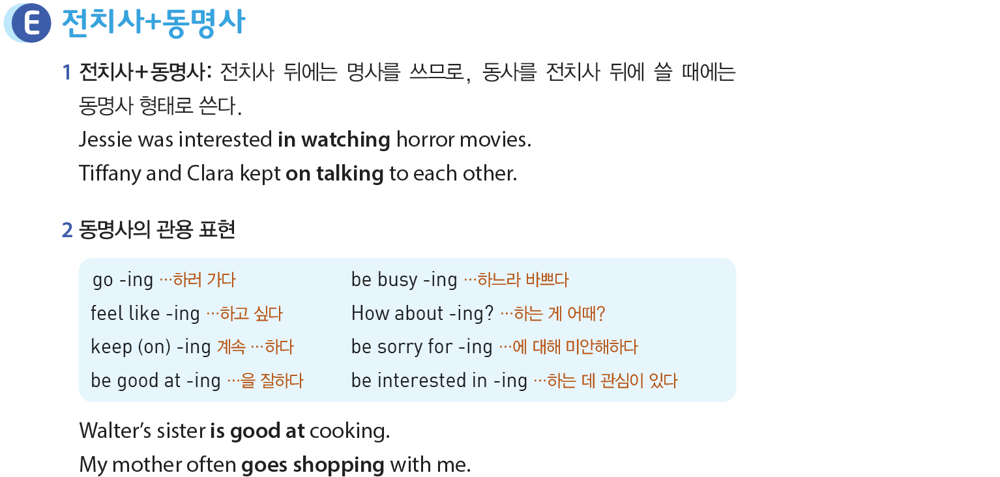 E 전치사+동명사
1 전치사+동명사: 전치사 뒤에는 명사를 쓰므로, 동사를 전치사 뒤에 쓸 때에는
동명사 형태로 쓴다.
Jessie was interested in watching horror movies.
Tiffany and Clara kept on talking to each other.
2 동명사의 관용 표현
go -ing …하러 가다 be busy -ing …하느라 바쁘다
feel like -ing …하고 싶다 How about -ing? …하는 게 어때?
keep (on) -ing 계속 …하다 be sorry for -ing …에 대해 미안해하다
be good at -ing …을 잘하다 be interested in -ing …하는 데 관심이 있다
Walter’s sister is good at cooking.
My mother often goes shopping with me.